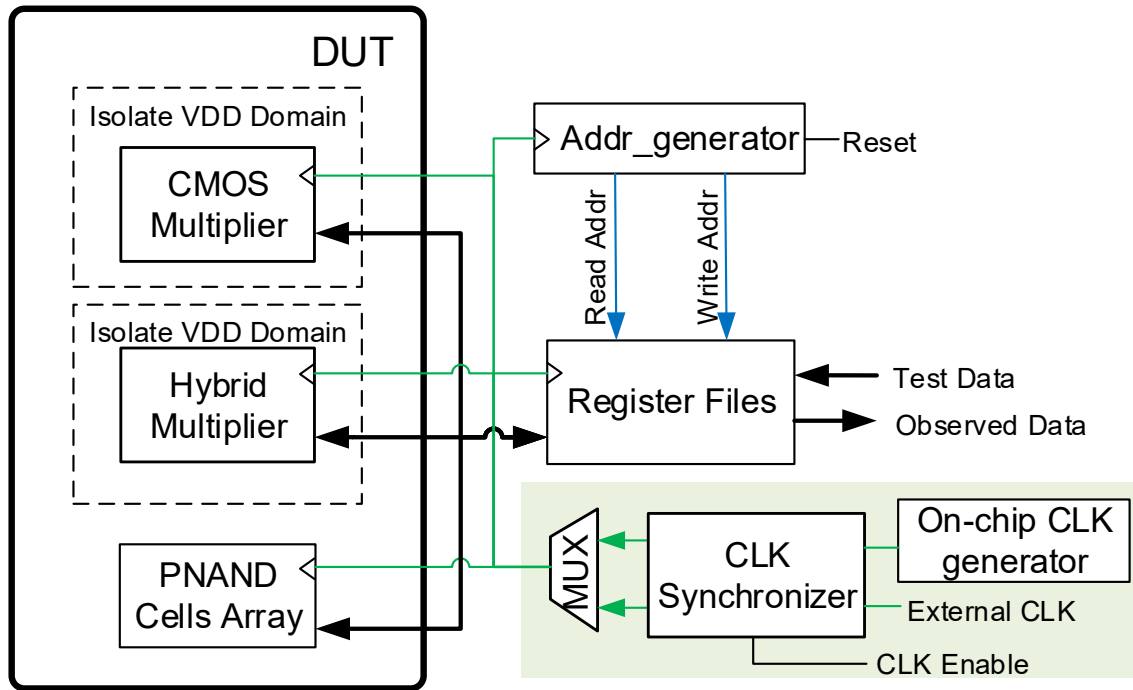 DUT
Isolate VDD Domain
CMOS
Multiplier
Isolate VDD Domain
Hybrid
Multiplier
PNAND
Cells Array
Addr_generator
Reset
Read Addr
Write Addr
Register Files
Test Data
Observed Data
MUX
CLK
Synchronizer
On-chip CLK
generator
External CLK
CLK Enable